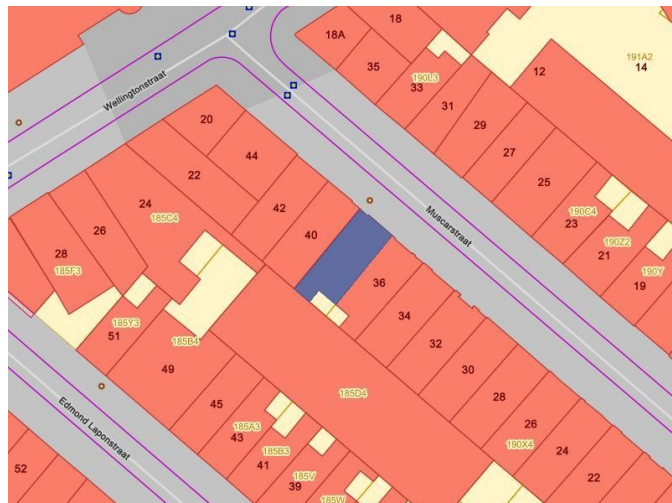 18
18A
191A2
14
35
190L3
33
12
Wellingtonstraat
31
20
29
44
27
22
25
24
185C4
42
190C4
23
Muscarstraat
26
40
190Z2
21
28
185F3
190Y
36
19
34
185Y3
51
185B4
32
49
30
185D4
28
45
185A3
26
43
190X4
Edmond Laponstraat
185B3
24
41
185V
52
22
39
185W